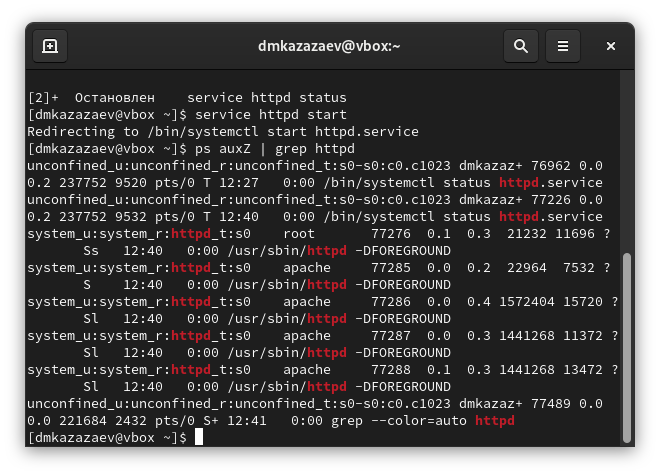 dmkazazaev@vbox:~
[2]+  Остановлен    service httpd status
[dmkazazaev@vbox ~]$ service httpd start
Redirecting to /bin/systemctl start httpd.service
[dmkazazaev@vbox ~]$ ps auxZ | grep httpd
unconfined_u:unconfined_r:unconfined_t:s0-s0:c0.c1023 dmkazaz+ 76962 0.0
0.2 237752 9520 pts/0 T 12:27   0:00 /bin/systemctl status httpd.service
unconfined_u:unconfined_r:unconfined_t:s0-s0:c0.c1023 dmkazaz+ 77226 0.0
0.2 237752 9532 pts/0 T 12:40   0:00 /bin/systemctl status httpd.service
system_u:system_r:httpd_t:s0    root       77276  0.1  0.3  21232 11696 ?
       Ss   12:40   0:00 /usr/sbin/httpd -DFOREGROUND
system_u:system_r:httpd_t:s0    apache     77285  0.0  0.2  22964  7532 ?
       S    12:40   0:00 /usr/sbin/httpd -DFOREGROUND
system_u:system_r:httpd_t:s0    apache     77286  0.0  0.4 1572404 15720 ?
       Sl   12:40   0:00 /usr/sbin/httpd -DFOREGROUND
system_u:system_r:httpd_t:s0    apache     77287  0.0  0.3 1441268 11372 ?
       Sl   12:40   0:00 /usr/sbin/httpd -DFOREGROUND
system_u:system_r:httpd_t:s0    apache     77288  0.1  0.3 1441268 13472 ?
       Sl   12:40   0:00 /usr/sbin/httpd -DFOREGROUND
unconfined_u:unconfined_r:unconfined_t:s0-s0:c0.c1023 dmkazaz+ 77489 0.0
0.0 221684 2432 pts/0 S+ 12:41   0:00 grep --color=auto httpd
[dmkazazaev@vbox ~]$